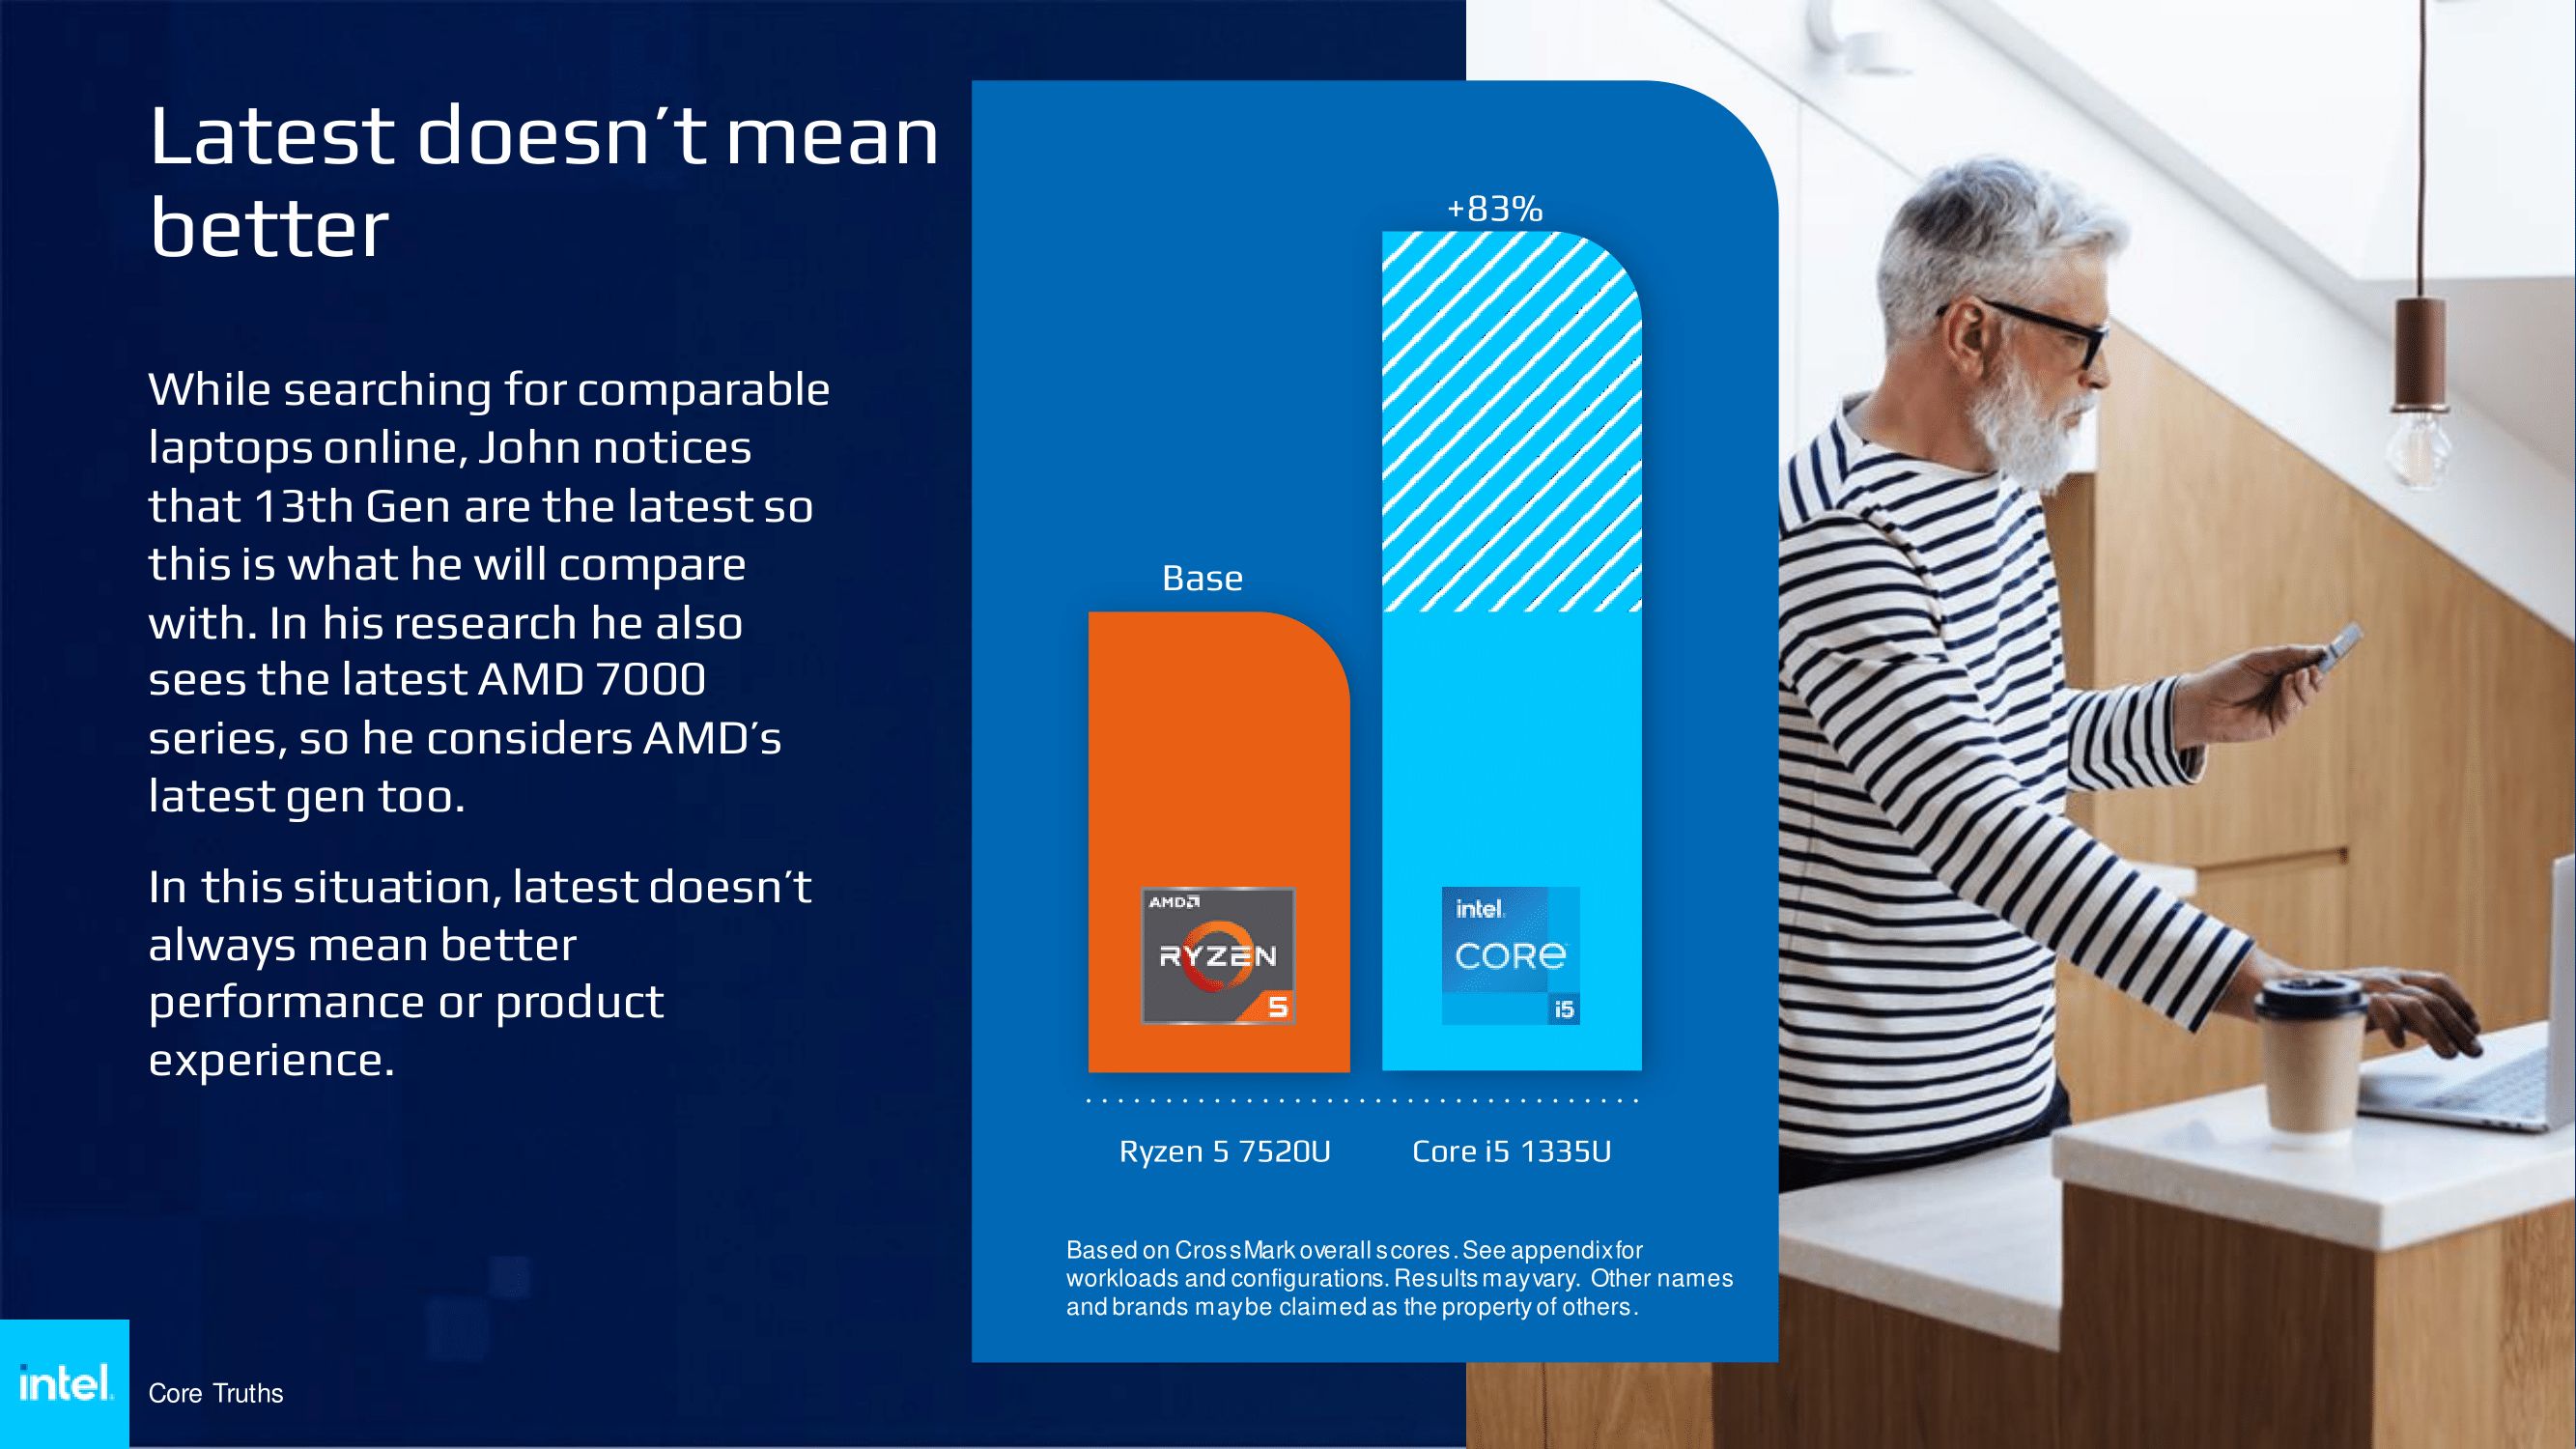 Latest doesn’t mean
better
While searching for comparable
laptops online, John notices
that 13th Gen are the latest so
this is what he will compare
with. In his research he also
sees the latest AMD 7000
series, so he considers AMD’s
latest gen too.
In this situation, latest doesn’t
always mean better
performance or product
experience.
+83%
Base
AMD
RYZEN
5
intel.
CORE
i5
Ryzen 5 7520U
Core i5 1335U
Based on CrossMark overall scores. See appendix for
workloads and configurations. Results may vary. Other names
and brands may be claimed as the property of others.
intel.
Core Truths